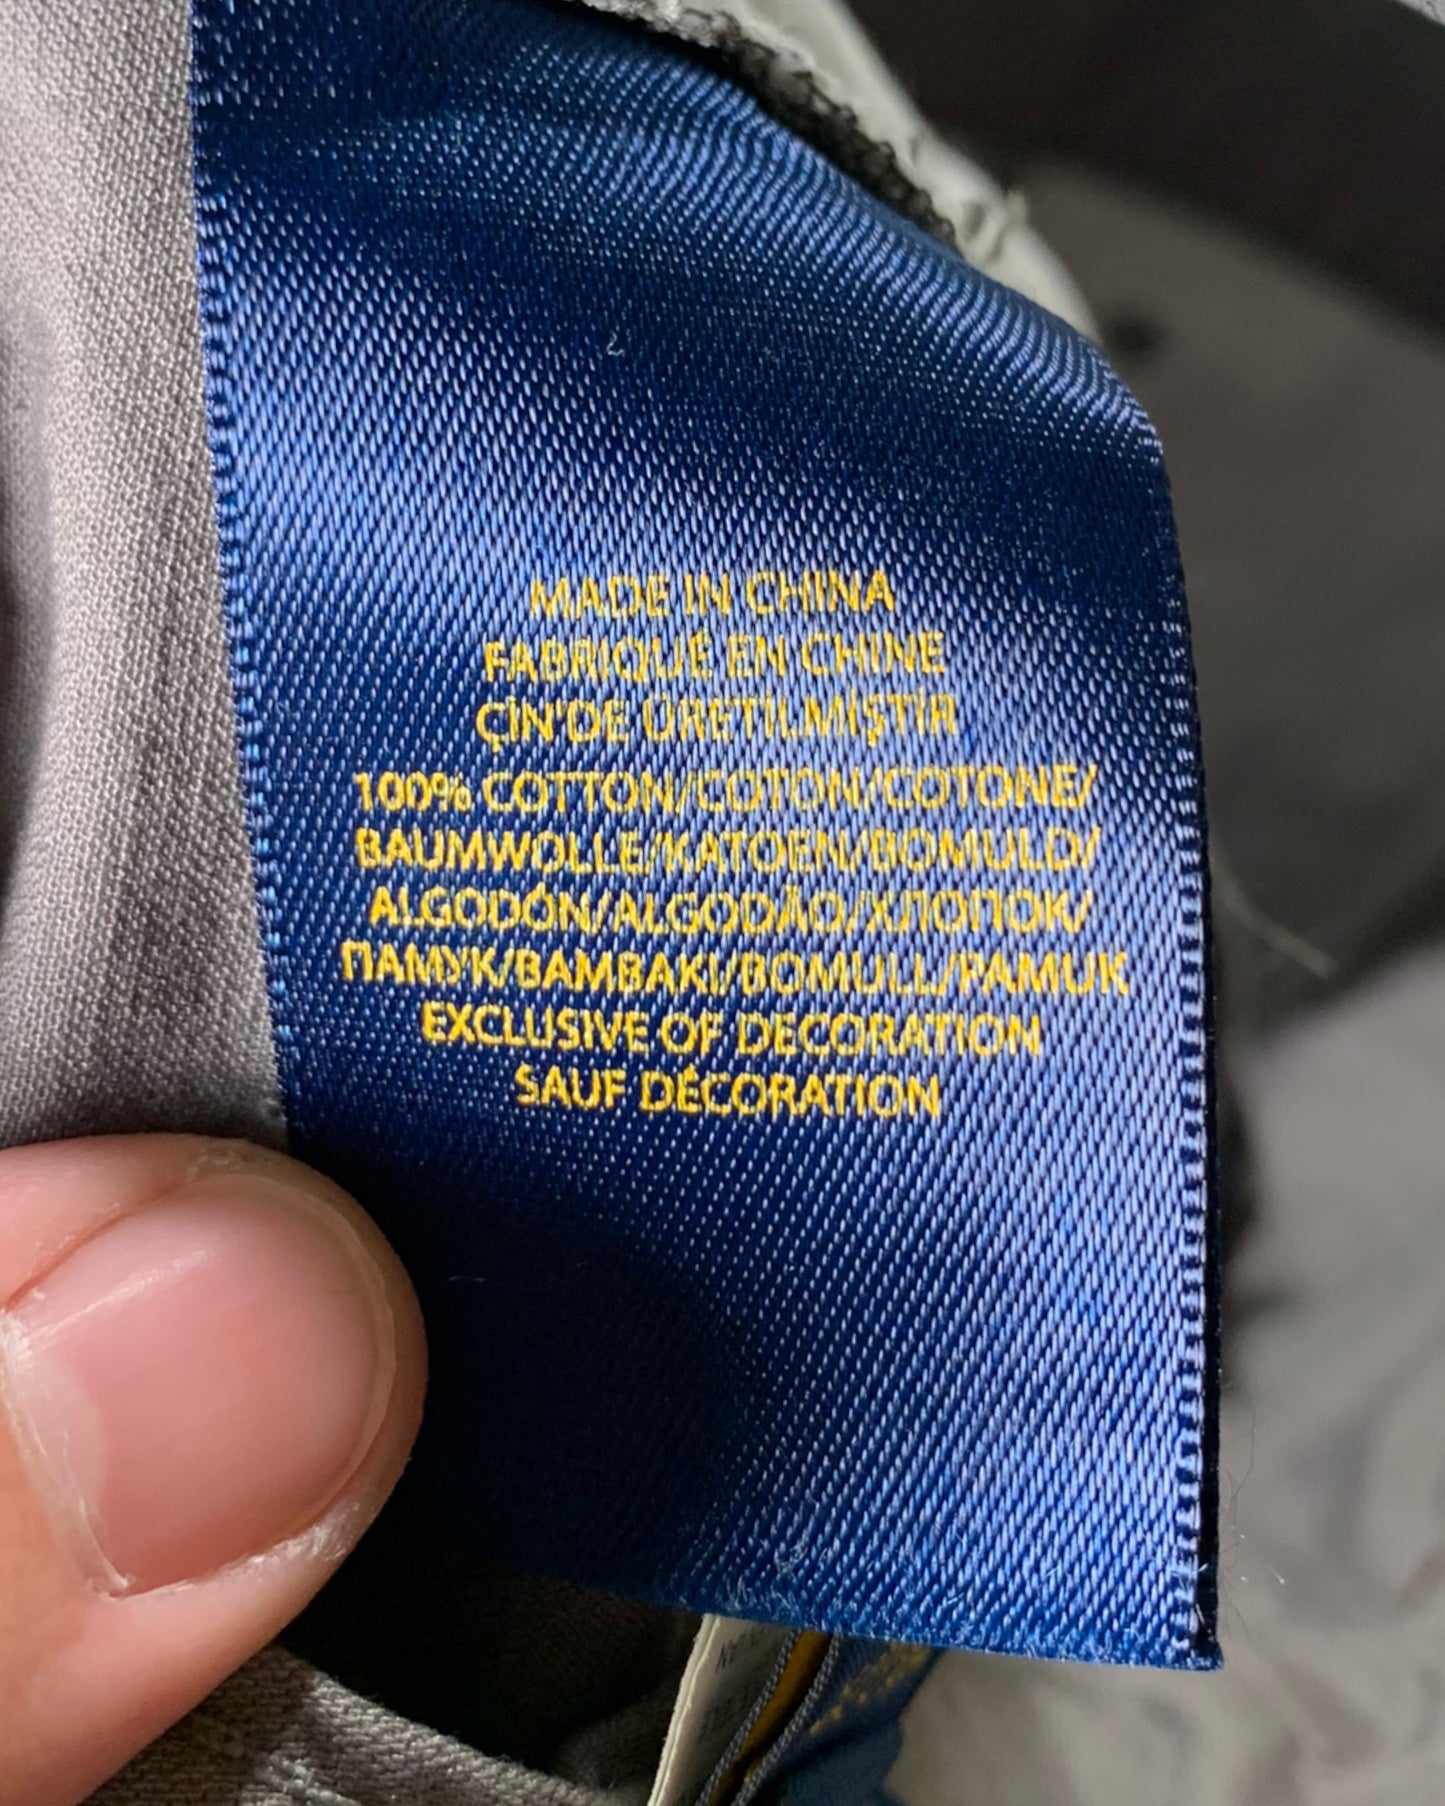 MADE IN CHINA
FABRIQUÉ EN CHINE
ÇİN'DE ÜRETİLMİŞTİR
100% COTTON/COTON/COTONE/
BAUMWOLLE/KATOEN/BOMULD/
ALGODÓN/ALGODÃO/ХЛОПОК/
ПАМУК/BAMBAKI/BOMULL/PAMUK
EXCLUSIVE OF DECORATION
SAUF DÉCORATION